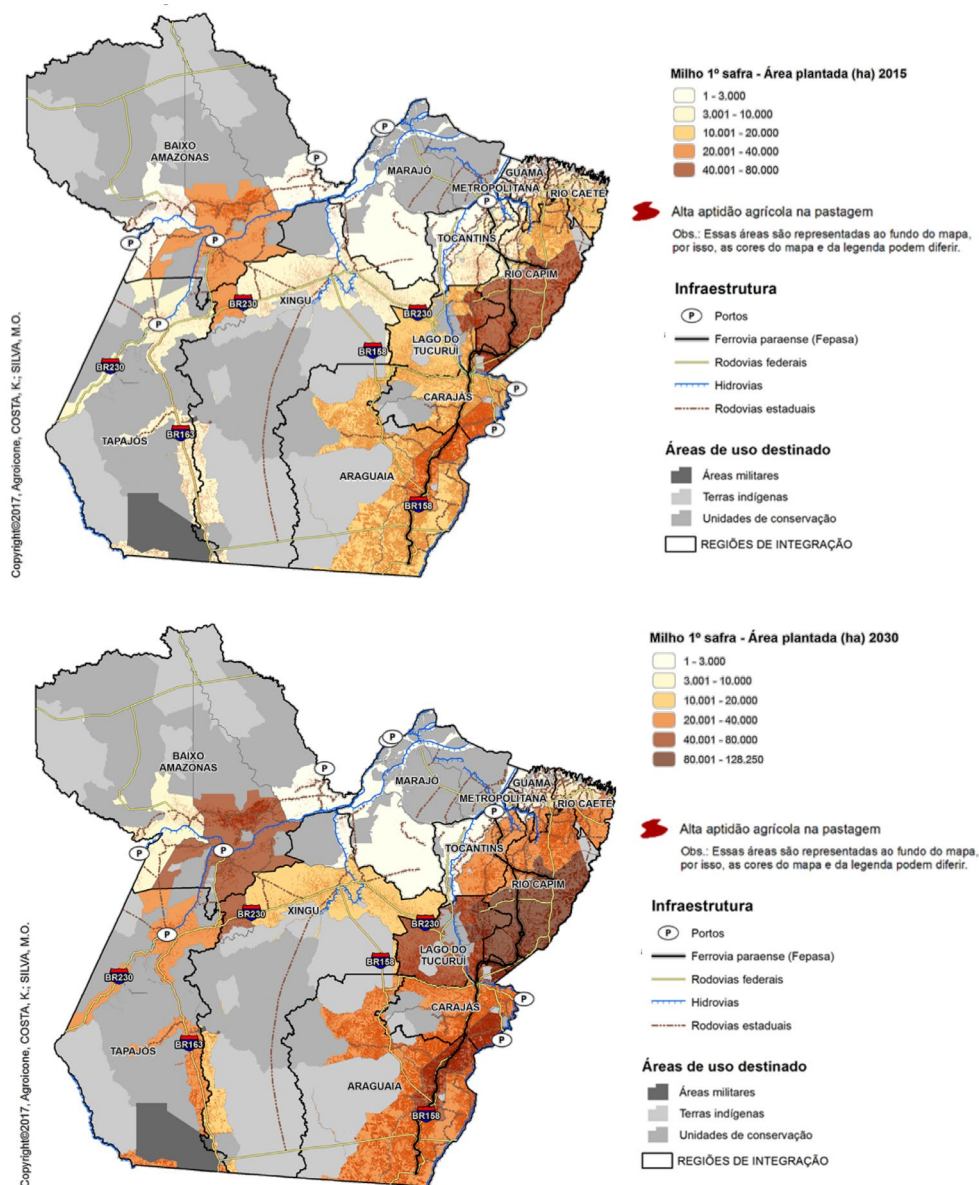 Milho 1º safra - Área plantada (ha) 2015
1 - 3.000
3.001 - 10.000
10.001 - 20.000
20.001 - 40.000
40.001 - 80.000
Alta aptidão agrícola na pastagem
Obs.: Essas áreas são representadas ao fundo do mapa,
por isso, as cores do mapa e da legenda podem diferir.
Infraestrutura
P Portos
Ferrovia paraense (Fepasa)
Rodovias federais
Hidrovias
Rodovias estaduais
Áreas de uso destinado
Áreas militares
Terras indígenas
Unidades de conservação
REGIÕES DE INTEGRAÇÃO
BAIXO
AMAZONAS
MARAJÓ
GUAMÁ
METROPOLITANA
RIO CAETÉ
TOCANTINS
RIO CAPIM
XINGU
BR230
BR230
LAGO DO
TUCURUÍ
BR158
BR230
CARAJÁS
TAPAJÓS
BR163
ARAGUAIA
BR158
P
P
P
P
P
P
P
P
Copyright©2017, Agroicone, COSTA, K.; SILVA, M.O.
Milho 1º safra - Área plantada (ha) 2030
1 - 3.000
3.001 - 10.000
10.001 - 20.000
20.001 - 40.000
40.001 - 80.000
80.001 - 128.250
Alta aptidão agrícola na pastagem
Obs.: Essas áreas são representadas ao fundo do mapa,
por isso, as cores do mapa e da legenda podem diferir.
Infraestrutura
P Portos
Ferrovia paraense (Fepasa)
Rodovias federais
Hidrovias
Rodovias estaduais
Áreas de uso destinado
Áreas militares
Terras indígenas
Unidades de conservação
REGIÕES DE INTEGRAÇÃO
BAIXO
AMAZONAS
MARAJÓ
GUAMÁ
METROPOLITANA
RIO CAETÉ
TOCANTINS
RIO CAPIM
XINGU
BR230
BR230
LAGO DO
TUCURUÍ
BR158
BR230
CARAJÁS
TAPAJÓS
BR163
ARAGUAIA
BR158
P
P
P
P
P
P
P
P
Copyright©2017, Agroicone, COSTA, K.; SILVA, M.O.